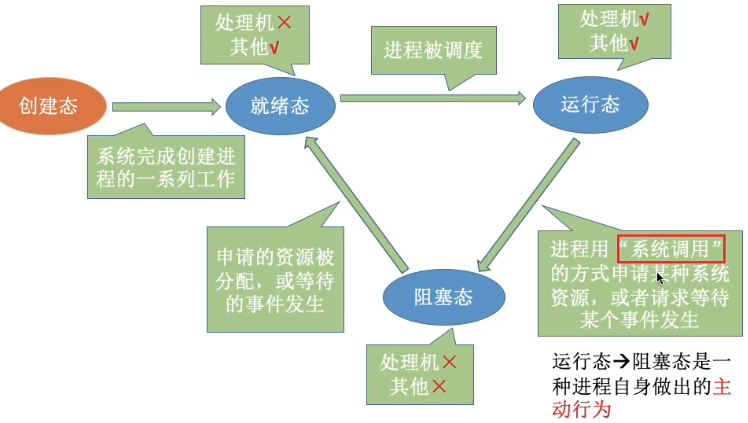 处理机×
其他√
进程被调度
处理机√
其他√
创建态
就绪态
运行态
系统完成创建进
程的一系列工作
申请的资源被
分配，或等待
的事件发生
进程用“系统调用”
的方式申请某种系统
资源，或者请求等待
某个事件发生
阻塞态
处理机×
其他×
运行态→阻塞态是一
种进程自身做出的主
动行为